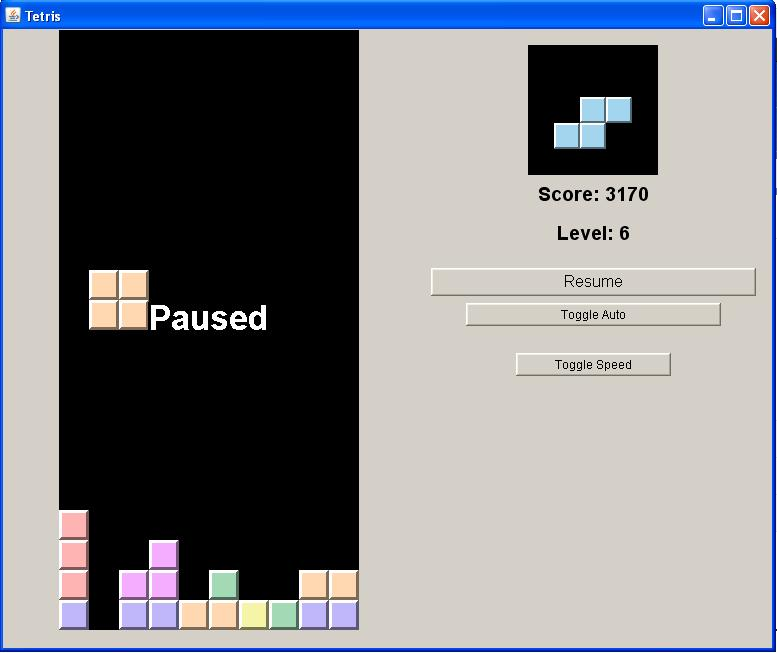 Tetris
Paused
Score: 3170
Level: 6
Resume
Toggle Auto
Toggle Speed